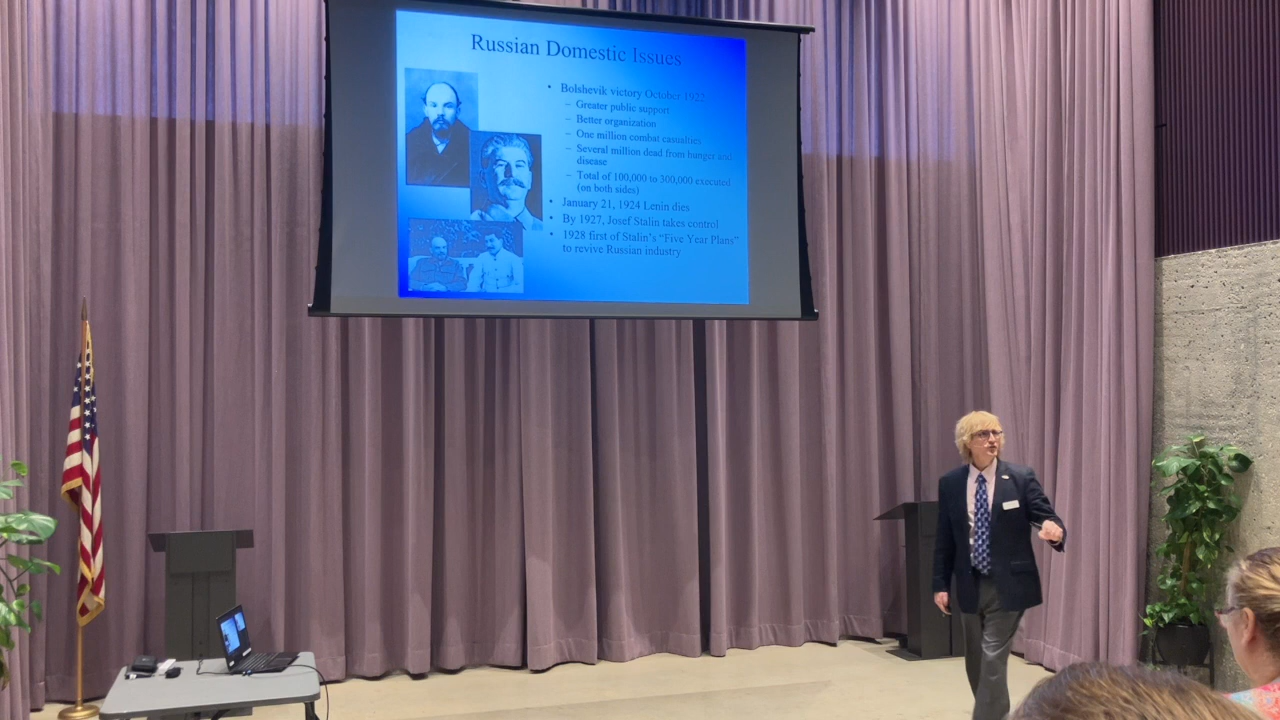 Russian Domestic Issues
• Bolshevik victory October 1922
– Greater public support
– Better organization
– One million combat casualties
– Several million dead from hunger and
disease
– Total of 100,000 to 300,000 executed
(on both sides)
• January 21, 1924 Lenin dies
• By 1927, Josef Stalin takes control
• 1928 first of Stalin's “Five Year Plans”
to revive Russian industry